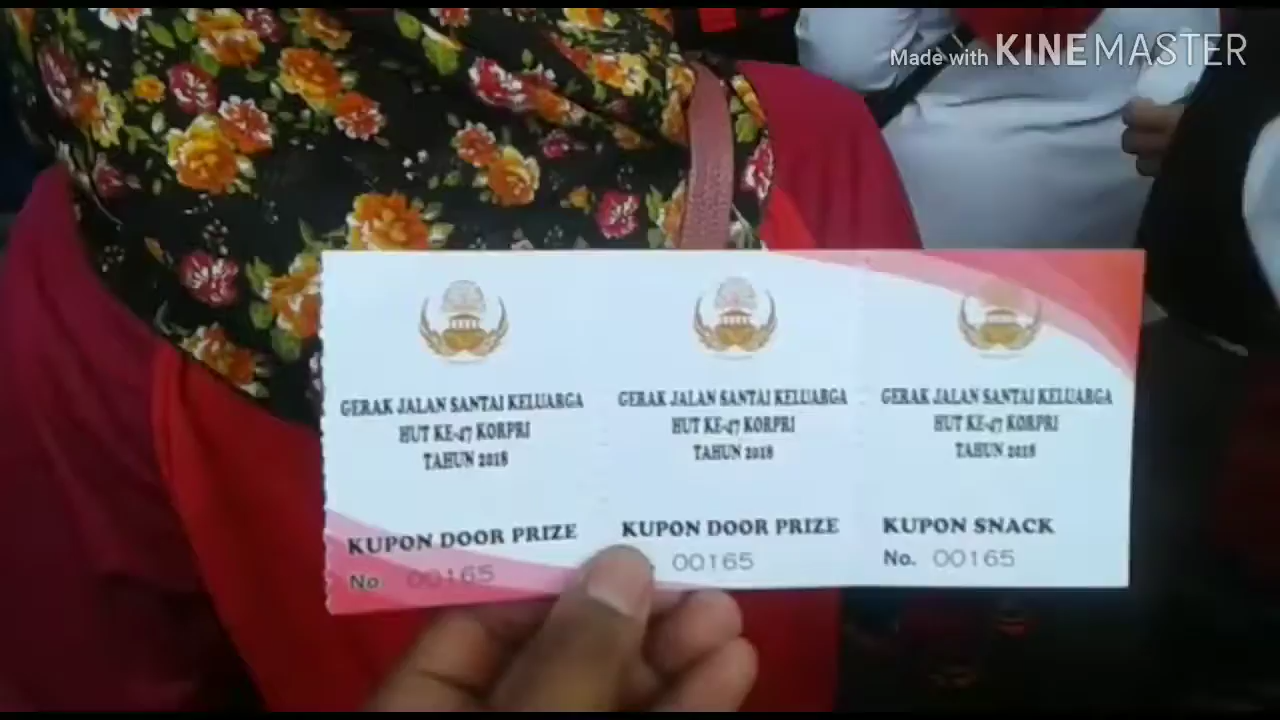 Made with KINEMASTER
GERAK JALAN SANTAI KELUARGA
HUT KE-47 KORPRI
TAHUN 2018
KUPON DOOR PRIZE
No. 00165
GERAK JALAN SANTAI KELUARGA
HUT KE-47 KORPRI
TAHUN 2018
KUPON DOOR PRIZE
00165
GERAK JALAN SANTAI KELUARGA
HUT KE-47 KORPRI
TAHUN 2018
KUPON SNACK
No. 00165